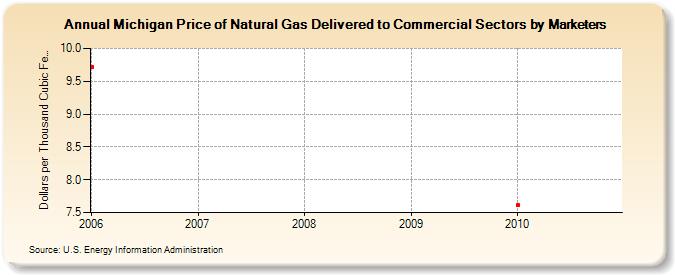 Annual Michigan Price of Natural Gas Delivered to Commercial Sectors by Marketers
Dollars per Thousand Cubic Fe...
10.0
9.5
9.0
8.5
8.0
7.5
2006 2007 2008 2009 2010
Source: U.S. Energy Information Administration